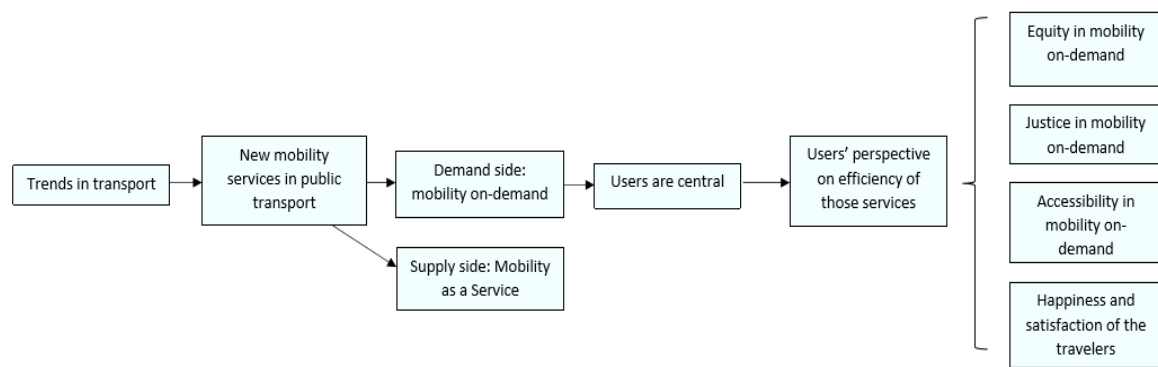 Trends in transport
New mobility
services in public
transport
Demand side:
mobility on-demand
Supply side: Mobility
as a Service
Users are central
Users' perspective
on efficiency of
those services
Equity in mobility
on-demand
Justice in mobility
on-demand
Accessibility in
mobility on-
demand
Happiness and
satisfaction of the
travelers